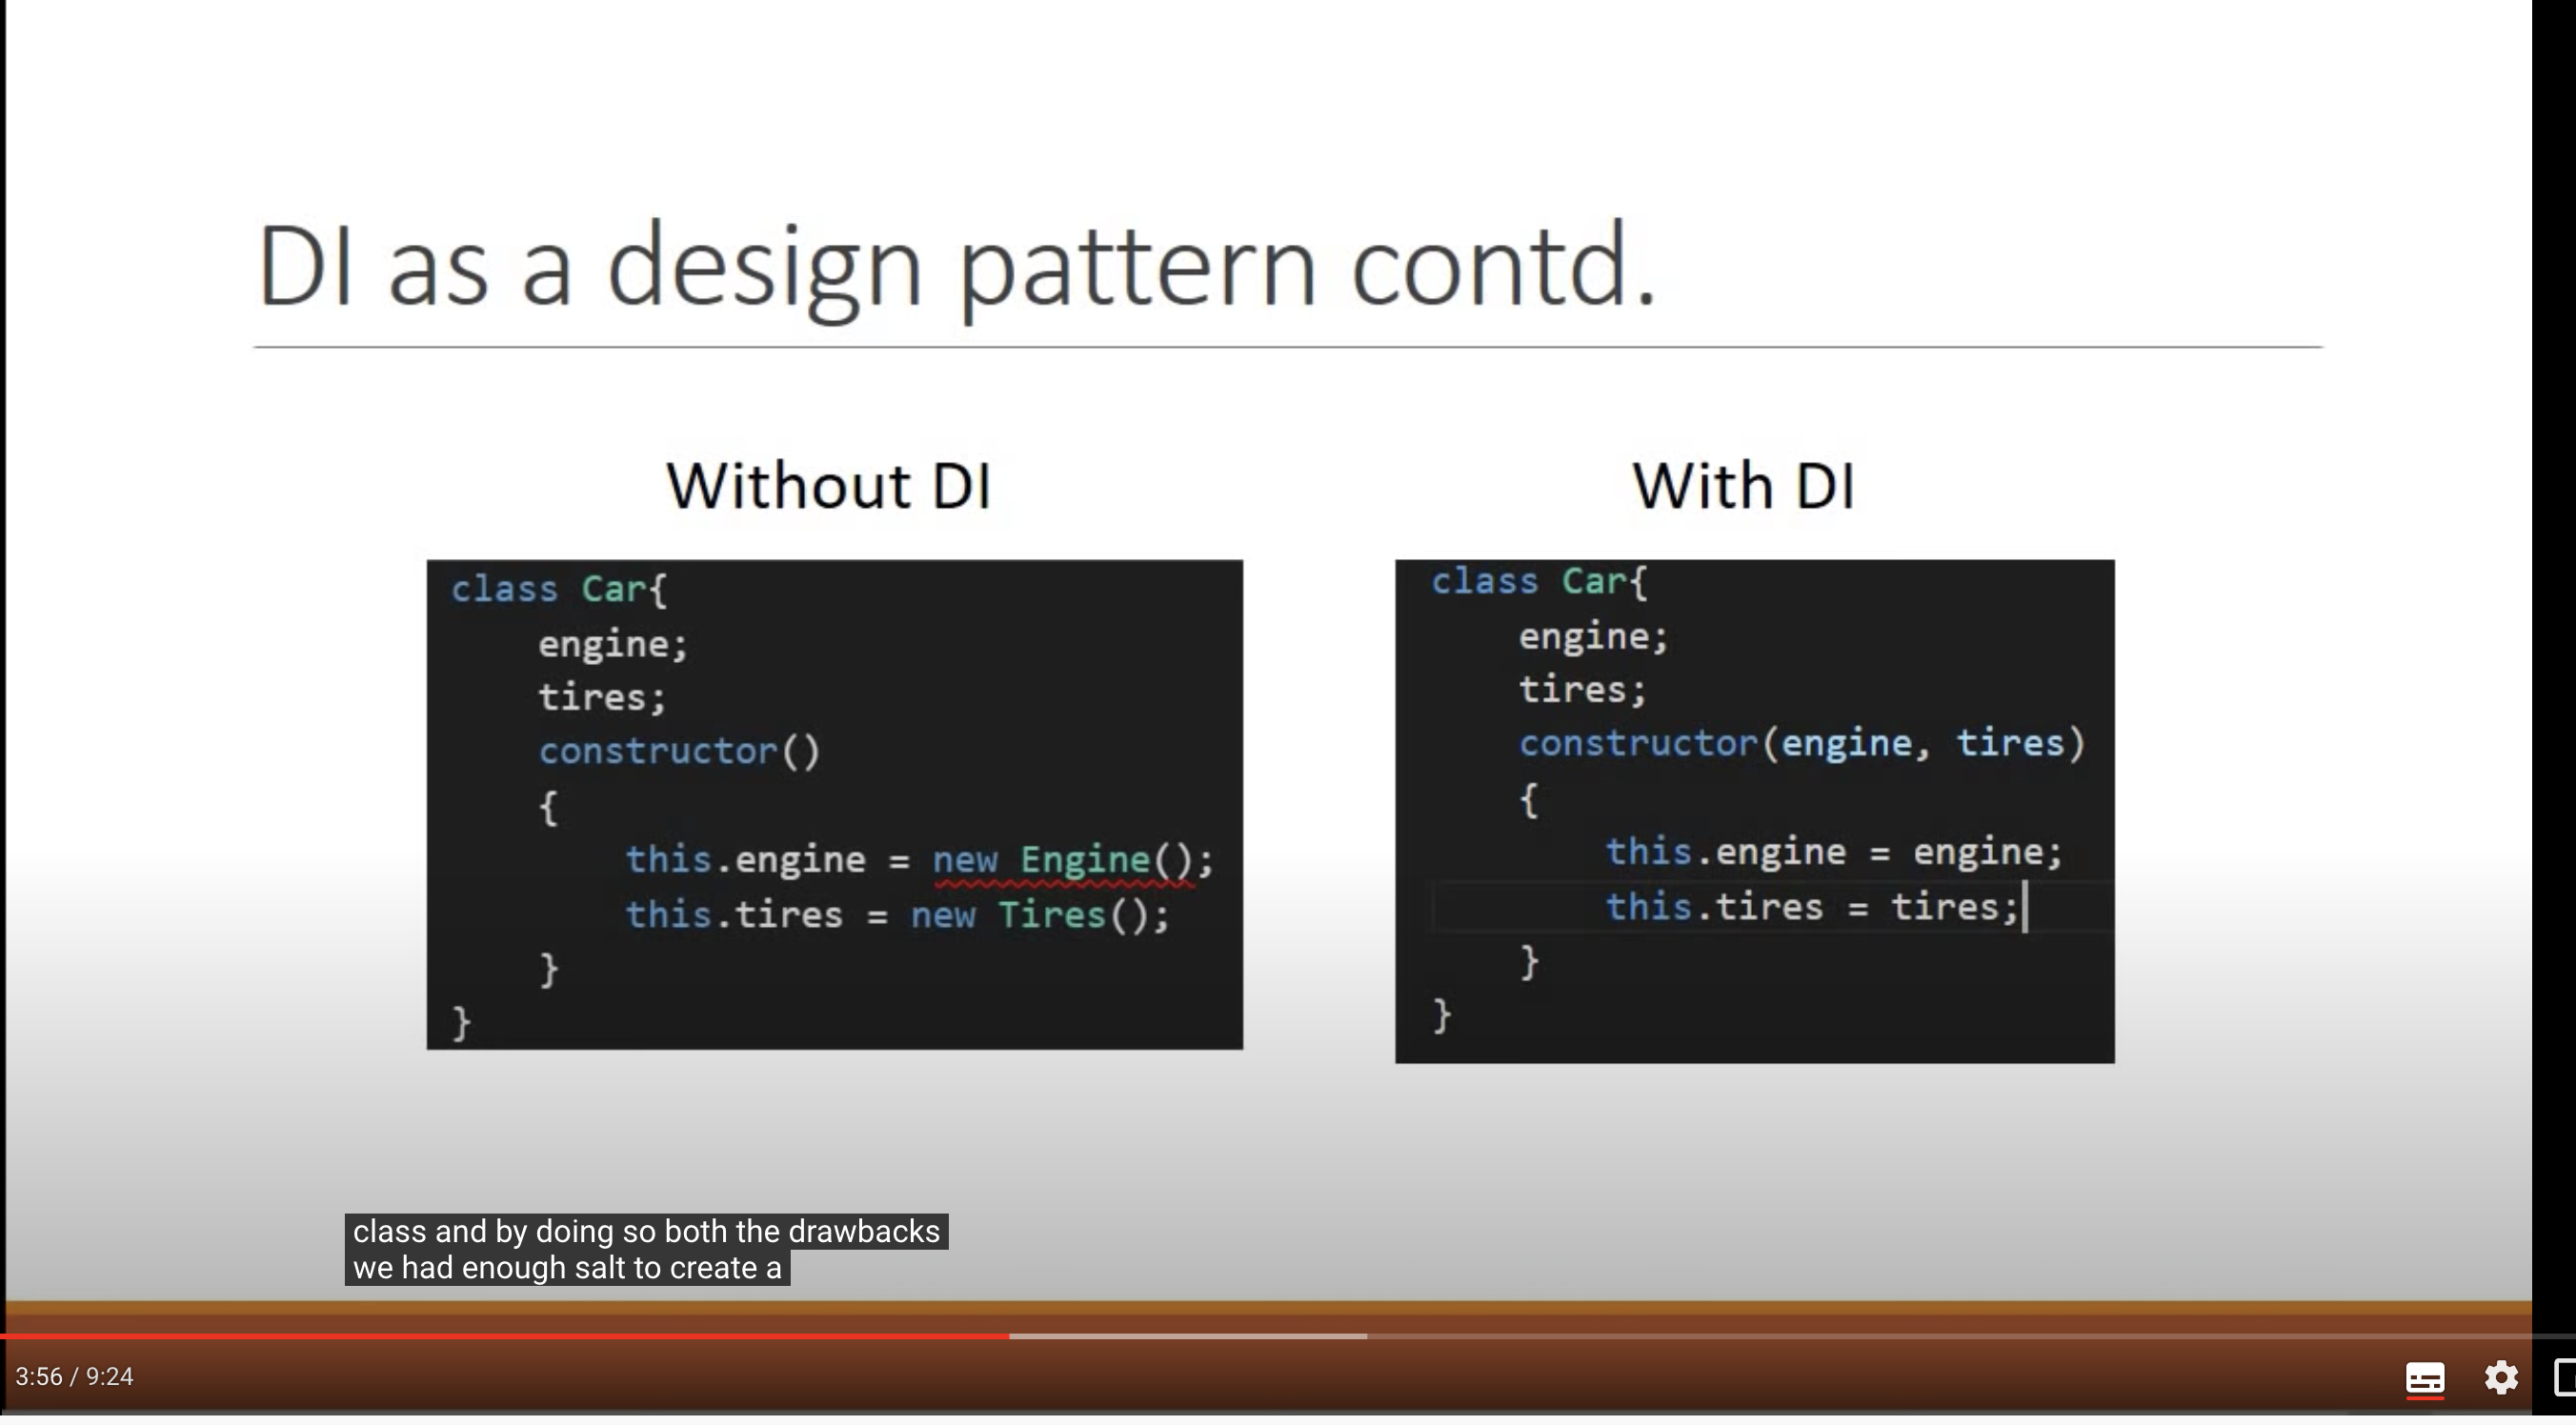 DI as a design pattern contd.
Without DI
class Car{
engine;
tires;
constructor()
{
this.engine = new Engine();
this.tires = new Tires();
}
}
With DI
class Car{
engine;
tires;
constructor(engine, tires)
{
this.engine = engine;
this.tires = tires;
}
}
class and by doing so both the drawbacks
we had enough salt to create a
3:56 / 9:24